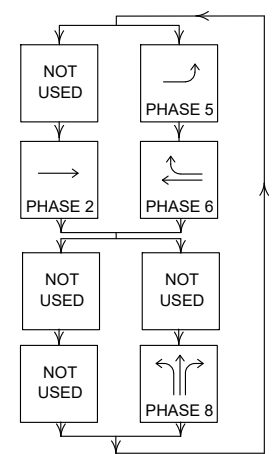 NOT
USED
PHASE 5
PHASE 2
PHASE 6
NOT
USED
NOT
USED
NOT
USED
PHASE 8